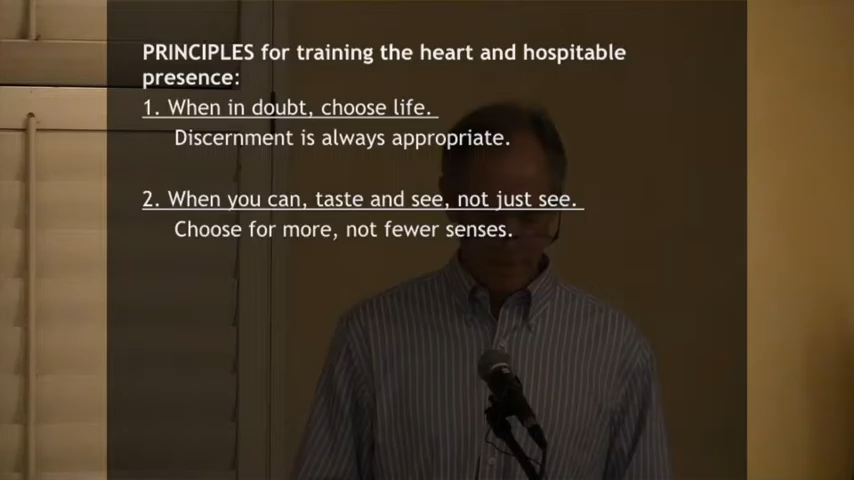 PRINCIPLES for training the heart and hospitable
presence:
1. When in doubt, choose life.
Discernment is always appropriate.
2. When you can, taste and see, not just see.
Choose for more, not fewer senses.